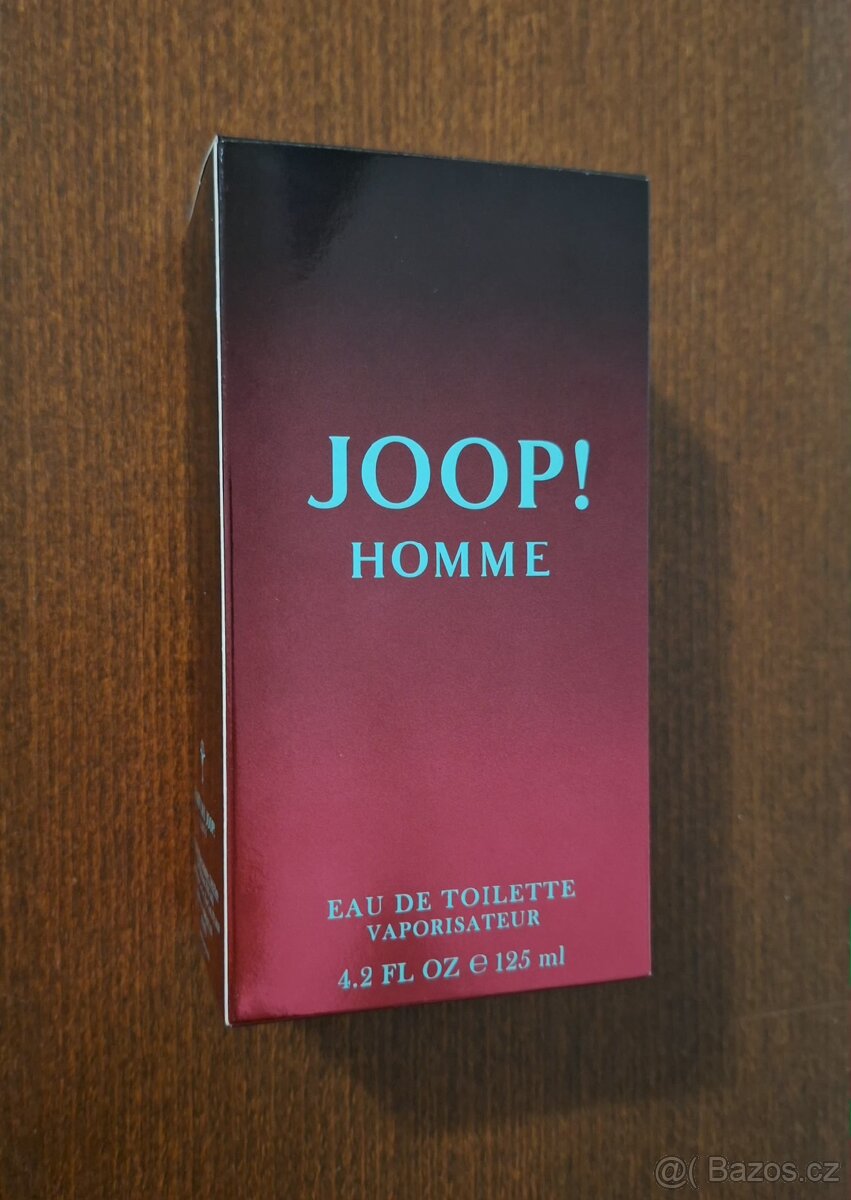 JOOP!
HOMME
EAU DE TOILETTE
VAPORISATEUR
4.2 FL OZ ℮ 125 ml
@( Bazos.cz